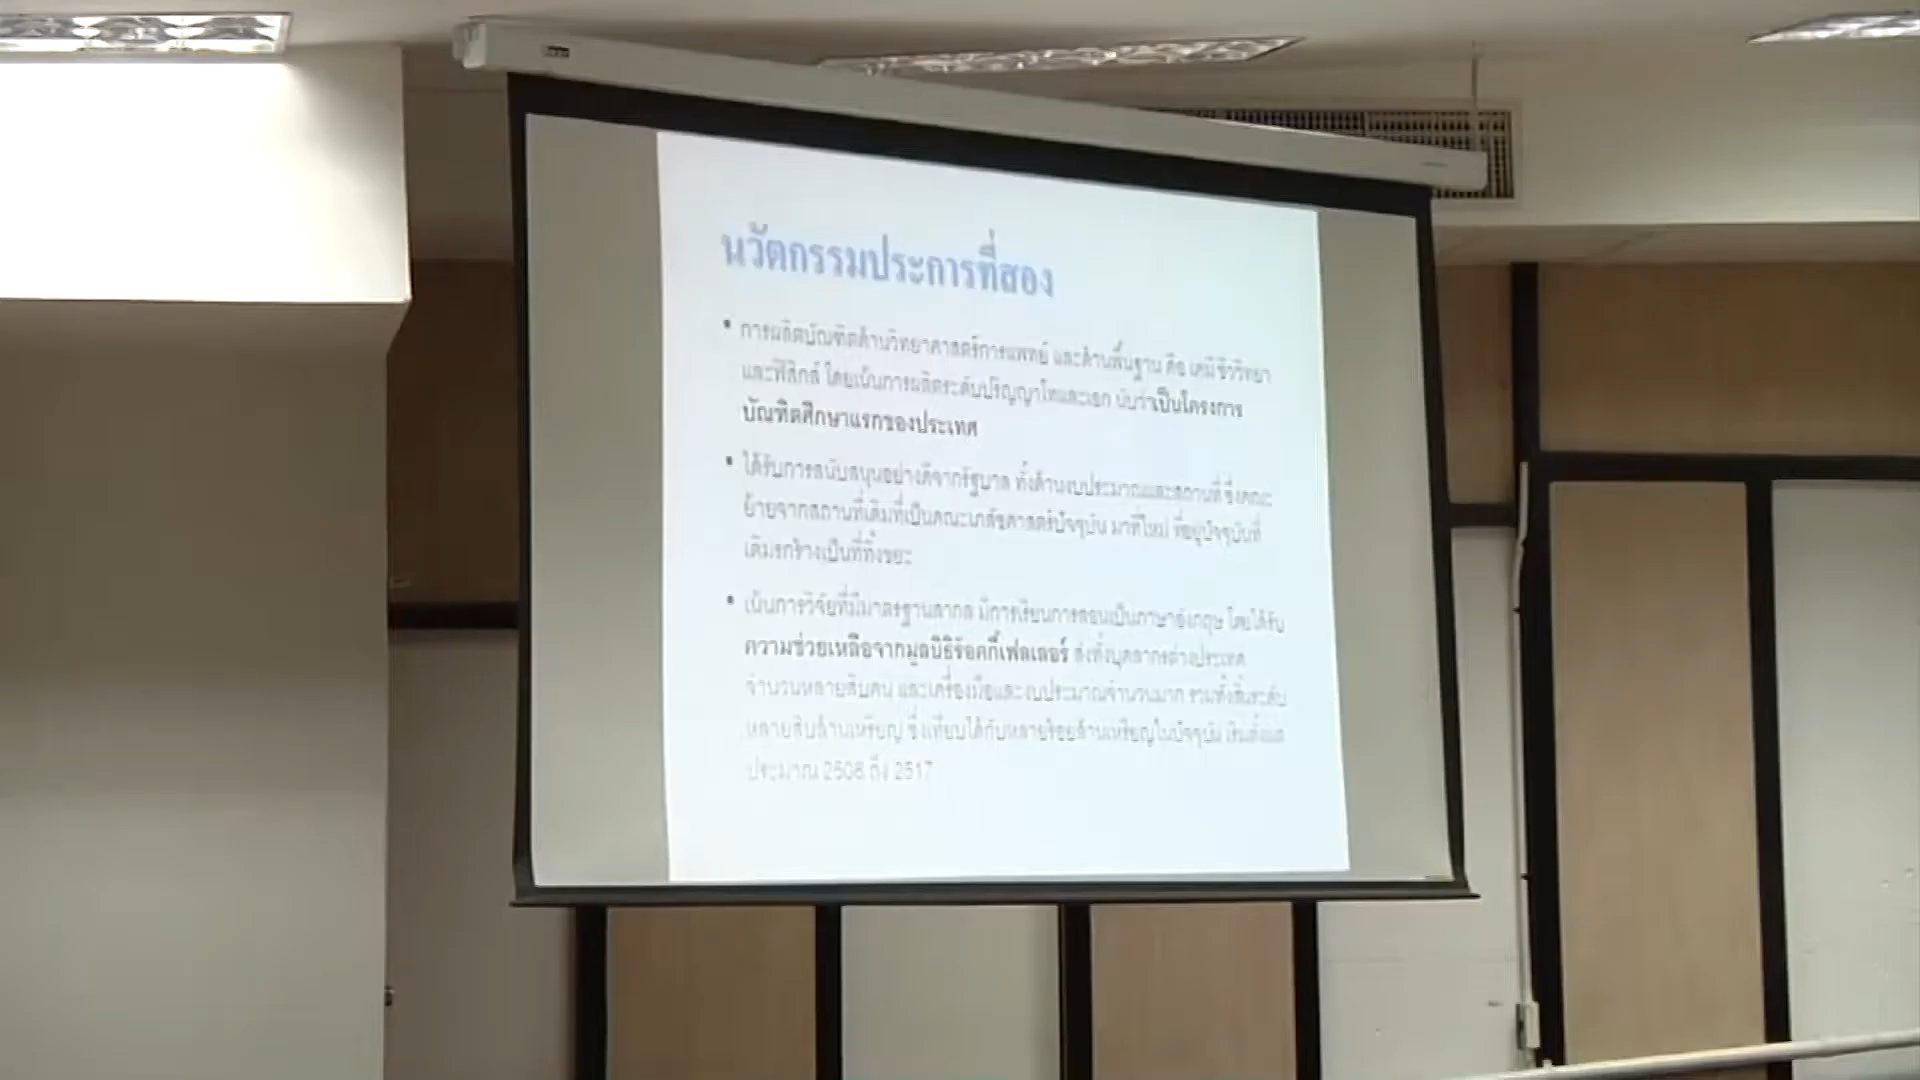 นวัตกรรมประการที่สอง
• การผลิตบัณฑิตด้านวิทยาศาสตร์การแพทย์ และด้านพื้นฐาน คือ เคมี ชีววิทยา
และฟิสิกส์ โดยเน้นการผลิตระดับปริญญาโทและเอก นับว่าเป็นโครงการ
บัณฑิตศึกษาแรกของประเทศ
• ได้รับการสนับสนุนอย่างดีจากรัฐบาล ทั้งด้านงบประมาณและสถานที่ ซึ่งคณะ
ย้ายจากสถานที่เดิมที่เป็นคณะเภสัชศาสตร์ปัจจุบัน มาที่ใหม่ ที่อยู่ปัจจุบันที่
เดิมรกร้างเป็นที่ทิ้งขยะ
• เน้นการวิจัยที่มีมาตรฐานสากล มีการเรียนการสอนเป็นภาษาอังกฤษ โดยได้รับ
ความช่วยเหลือจากมูลนิธิร้อคกี้เฟลเลอร์ ส่งทั้งบุคลากรต่างประเทศ
จำนวนหลายสิบคน และเครื่องมือและงบประมาณจำนวนมาก รวมทั้งสิ้นระดับ
หลายสิบล้านเหรียญ ซึ่งเทียบได้กับหลายร้อยล้านเหรียญในปัจจุบัน เริ่มตั้งแต่
ประมาณ 2508 ถึง 2517